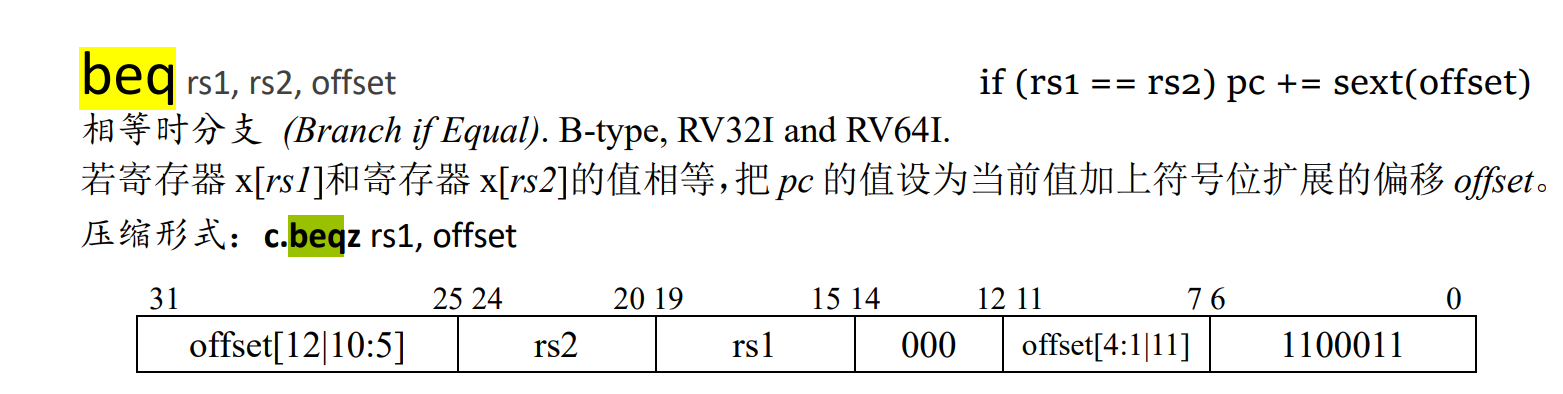 beq rs1, rs2, offset if (rs1 == rs2) pc += sext(offset)
相等时分支 (Branch if Equal). B-type, RV32I and RV64I.
若寄存器 x[rs1]和寄存器 x[rs2]的值相等，把 pc 的值设为当前值加上符号位扩展的偏移 offset。
压缩形式：c.beqz rs1, offset
31 25 24 20 19 15 14 12 11 7 6 0
offset[12|10:5] rs2 rs1 000 offset[4:1|11] 1100011